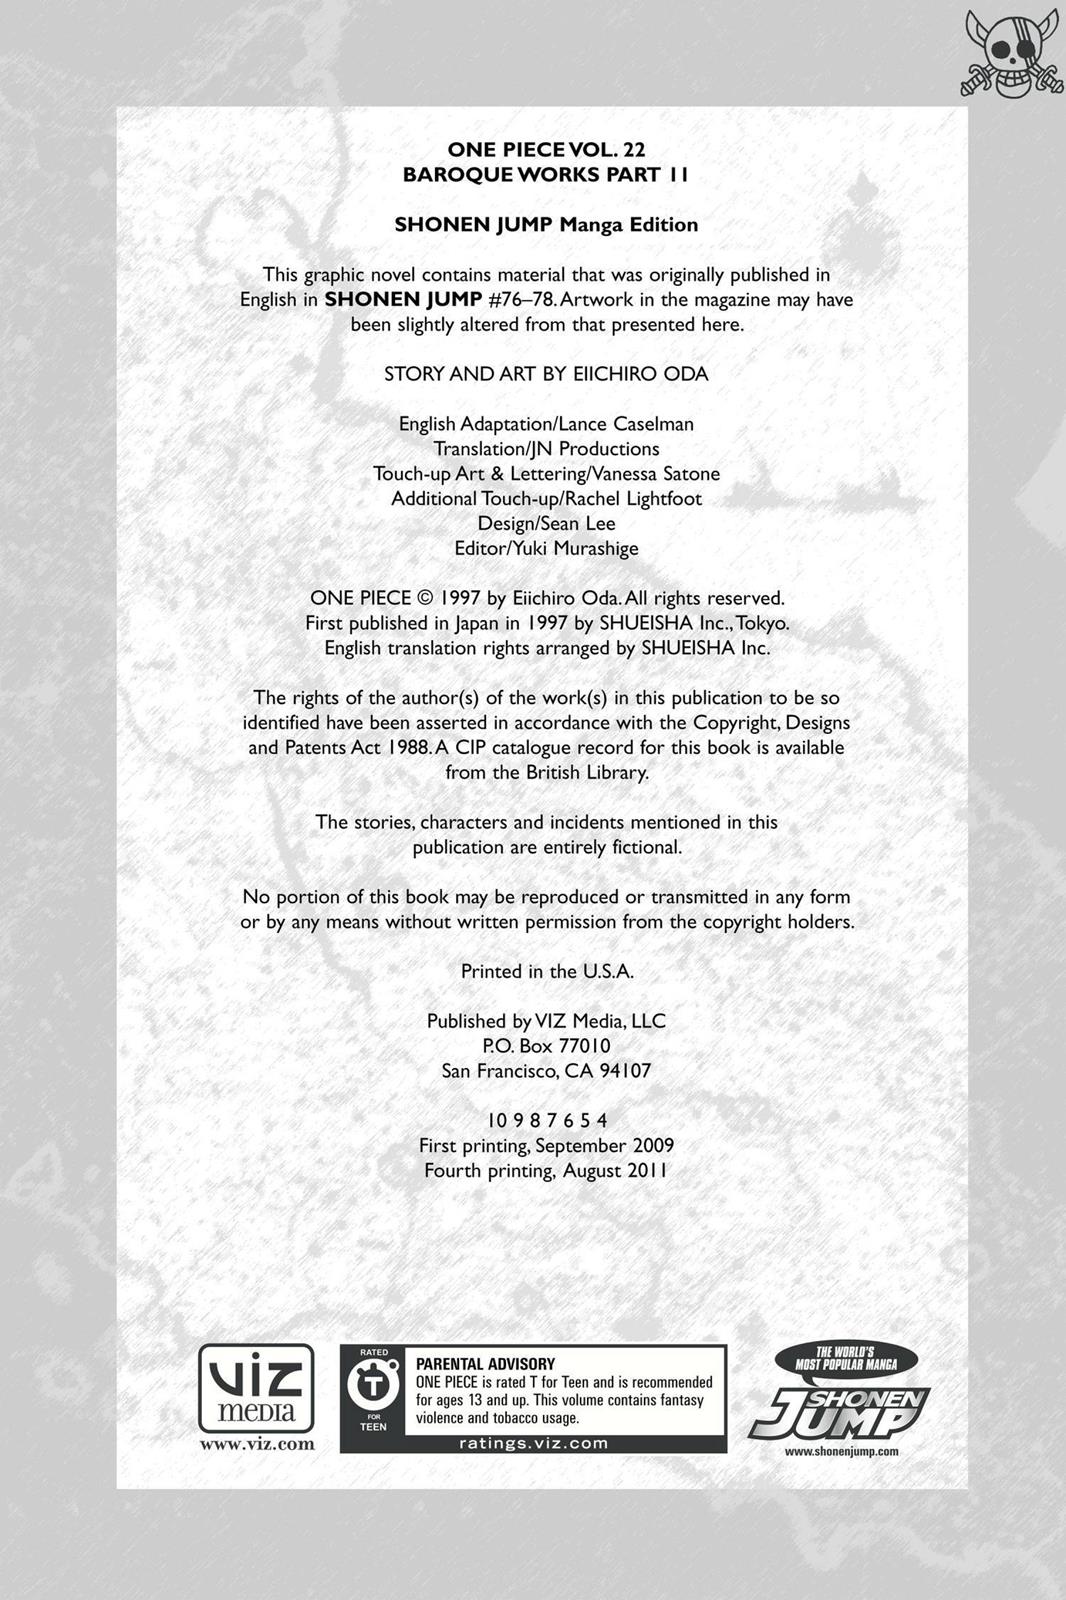 ONE PIECE VOL. 22
BAROQUE WORKS PART 11
SHONEN JUMP Manga Edition
This graphic novel contains material that was originally published in
English in SHONEN JUMP #76–78. Artwork in the magazine may have
been slightly altered from that presented here.
STORY AND ART BY EIICHIRO ODA
English Adaptation/Lance Caselman
Translation/JN Productions
Touch-up Art & Lettering/Vanessa Satone
Additional Touch-up/Rachel Lightfoot
Design/Sean Lee
Editor/Yuki Murashige
ONE PIECE © 1997 by Eiichiro Oda. All rights reserved.
First published in Japan in 1997 by SHUEISHA Inc., Tokyo.
English translation rights arranged by SHUEISHA Inc.
The rights of the author(s) of the work(s) in this publication to be so
identified have been asserted in accordance with the Copyright, Designs
and Patents Act 1988. A CIP catalogue record for this book is available
from the British Library.
The stories, characters and incidents mentioned in this
publication are entirely fictional.
No portion of this book may be reproduced or transmitted in any form
or by any means without written permission from the copyright holders.
Printed in the U.S.A.
Published by VIZ Media, LLC
P.O. Box 77010
San Francisco, CA 94107
10 9 8 7 6 5 4
First printing, September 2009
Fourth printing, August 2011
viz
media
www.viz.com
RATED
T
FOR
TEEN
PARENTAL ADVISORY
ONE PIECE is rated T for Teen and is recommended
for ages 13 and up. This volume contains fantasy
violence and tobacco usage.
ratings.viz.com
THE WORLD'S
MOST POPULAR MANGA
SHONEN
JUMP
www.shonenjump.com